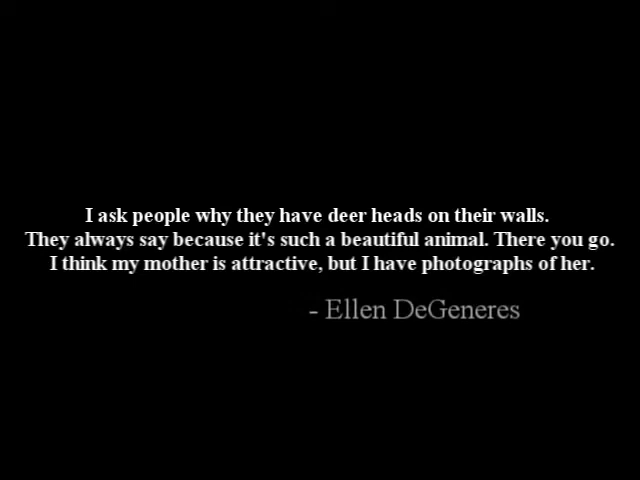 I ask people why they have deer heads on their walls.
They always say because it's such a beautiful animal. There you go.
I think my mother is attractive, but I have photographs of her.
- Ellen DeGeneres